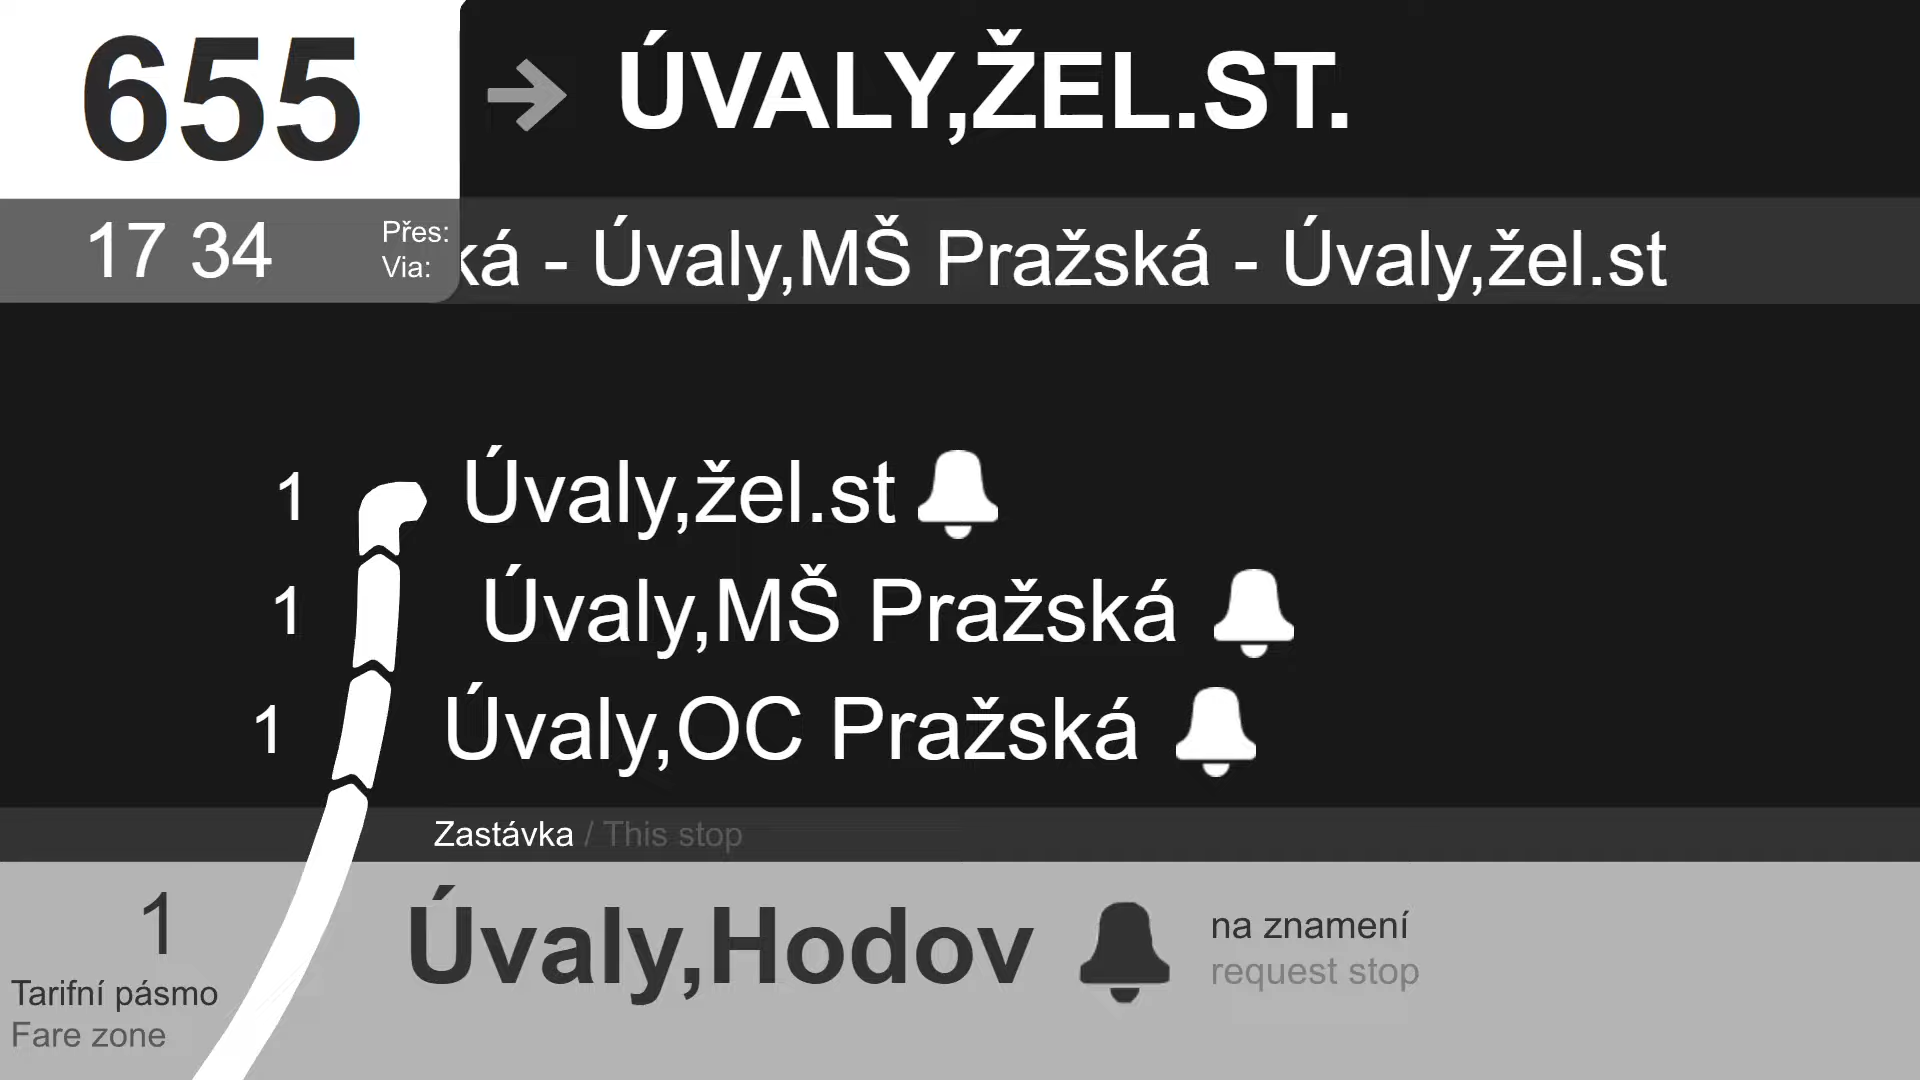 655
ÚVALY,ŽEL.ST.
17 34
Přes:
Via:
ká - Úvaly,MŠ Pražská - Úvaly,žel.st
1 Úvaly,žel.st
1 Úvaly,MŠ Pražská
1 Úvaly,OC Pražská
Zastávka / This stop
1
Tarifní pásmo
Fare zone
Úvaly,Hodov
na znamení
request stop